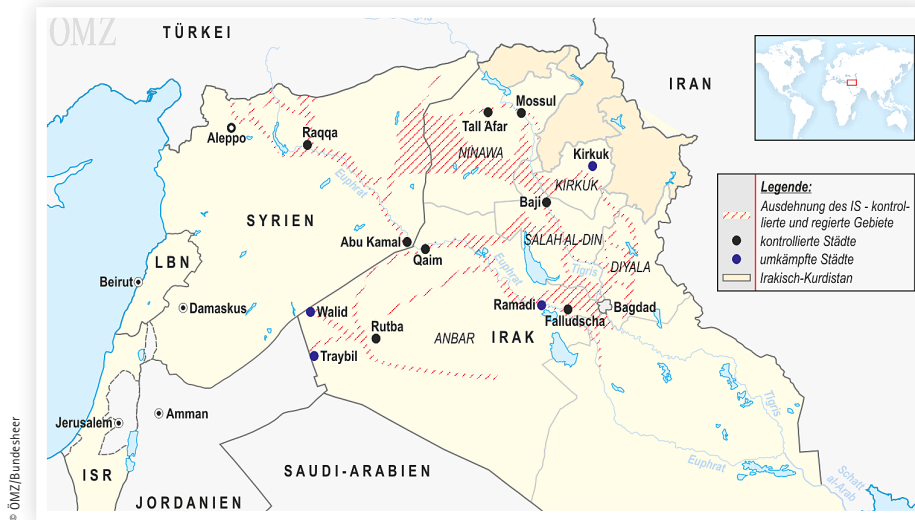 ÖMZ
TÜRKEI
IRAN
Mossul
Tall Afar
Aleppo
Raqqa
NINAWA
Kirkuk
KIRKUK
Euphrat
Baji
SYRIEN
Abu Kamal
SALAH AL-DIN
Qaim
LBN
Euphrat
Tigris
DIYALA
Beirut
Damaskus
Walid
Ramadi
Bagdad
Falludscha
Rutba
ANBAR
IRAK
Traybil
Tigris
Amman
Jerusalem
Euphrat
ISR
SAUDI-ARABIEN
Schatt
al-Arab
JORDANIEN
Legende:
Ausdehnung des IS - kontrol-
lierte und regierte Gebiete
kontrollierte Städte
umkämpfte Städte
Irakisch-Kurdistan
© ÖMZ/Bundesheer